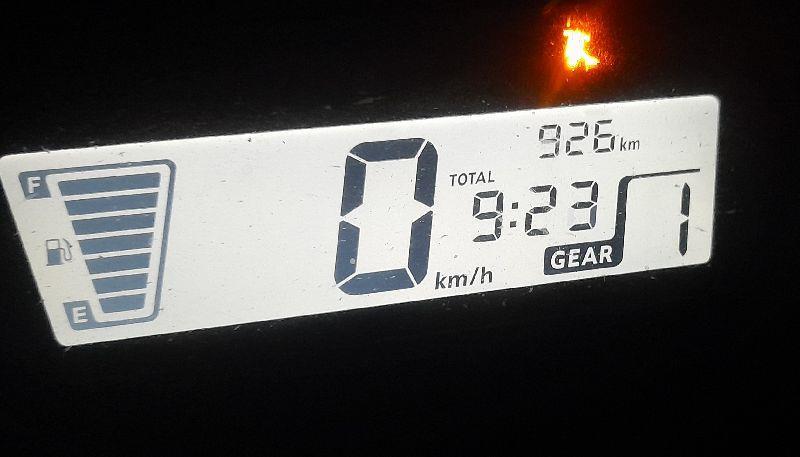 F
E
0 km/h
926 km
TOTAL
9:23
GEAR 1